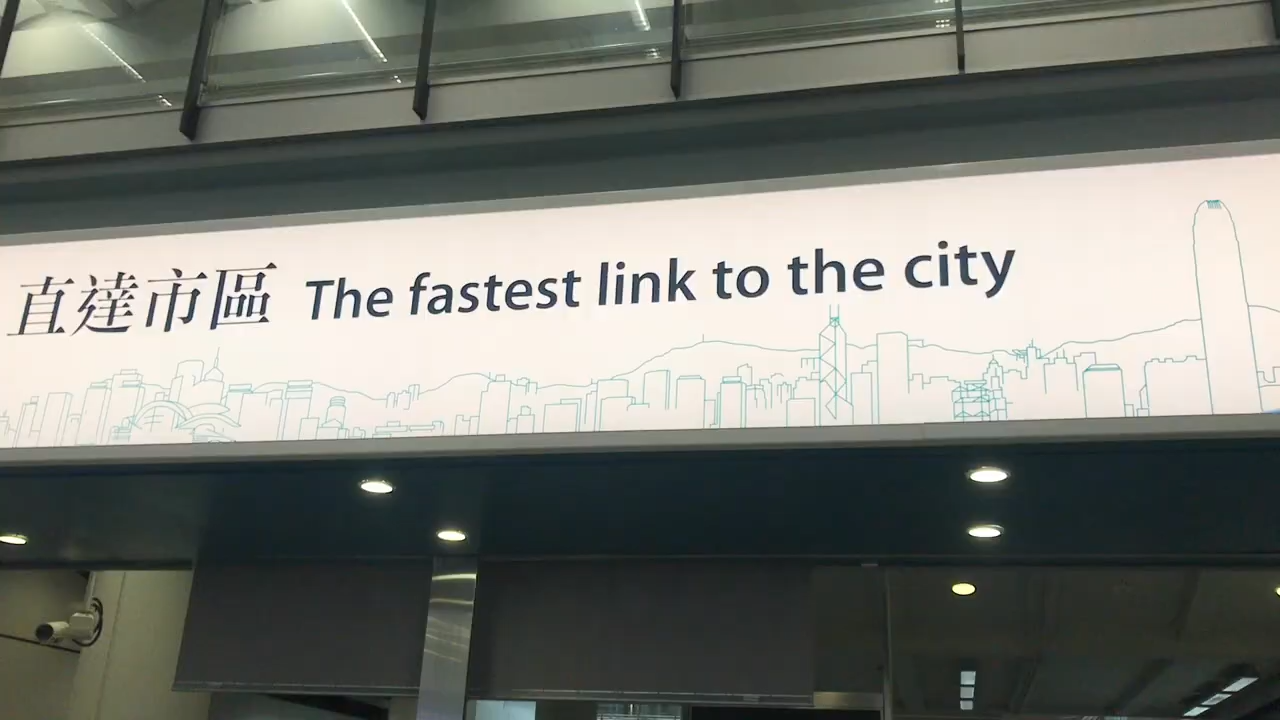 直達市區 The fastest link to the city